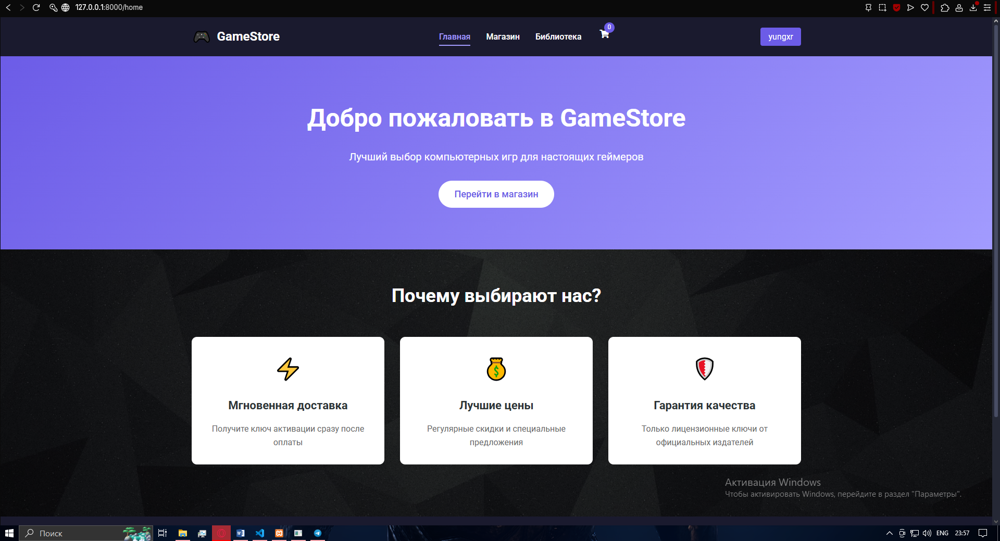 127.0.0.1:8000/home
GameStore
Главная
Магазин
Библиотека
0
yungxr
Добро пожаловать в GameStore
Лучший выбор компьютерных игр для настоящих геймеров
Перейти в магазин
Почему выбирают нас?
Мгновенная доставка
Получите ключ активации сразу после
оплаты
Лучшие цены
Регулярные скидки и специальные
предложения
Гарантия качества
Только лицензионные ключи от
официальных издателей
Активация Windows
Чтобы активировать Windows, перейдите в раздел "Параметры".
Поиск
ENG
23:57